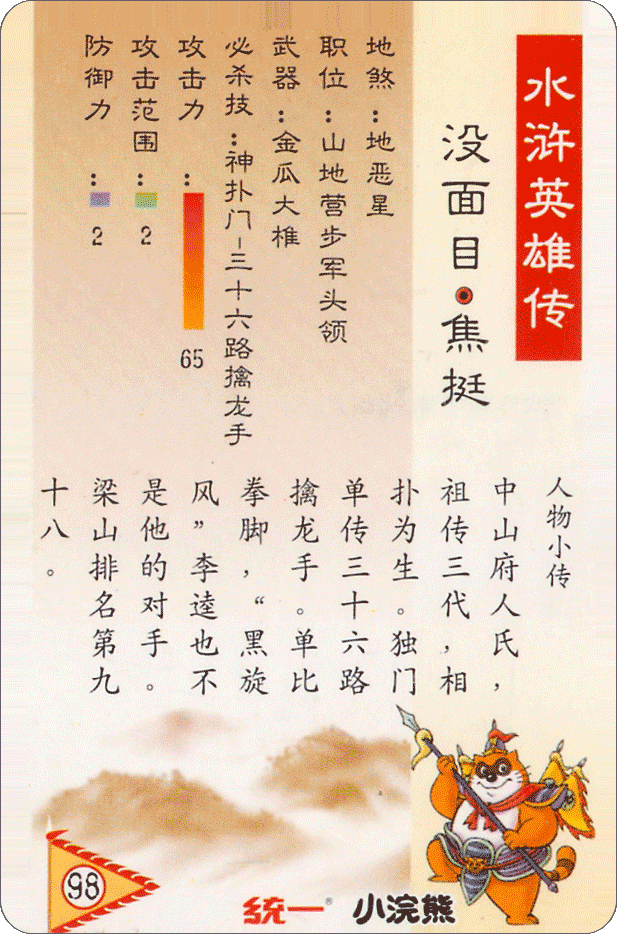 水浒英雄传
没面目·焦挺
地煞：地恶星
职位：山地营步军头领
武器：金瓜大椎
必杀技：神扑门-三十六路擒龙手
攻击力：65
攻击范围：2
防御力：2
人物小传
中山府人氏，
祖传三代，相
扑为生。独门
单传三十六路
擒龙手。单比
拳脚，“黑旋
风”李逵也不
是他的对手。
梁山排名第九
十八。
98
统一® 小浣熊